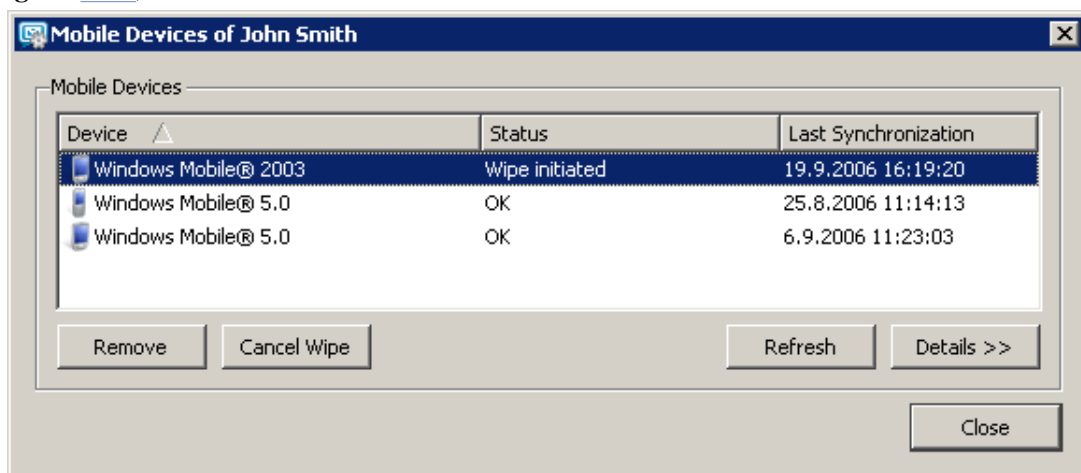 Mobile Devices of John Smith
Mobile Devices
Device Status Last Synchronization
Windows Mobile® 2003 Wipe initiated 19.9.2006 16:19:20
Windows Mobile® 5.0 OK 25.8.2006 11:14:13
Windows Mobile® 5.0 OK 6.9.2006 11:23:03
Remove Cancel Wipe Refresh Details >>
Close